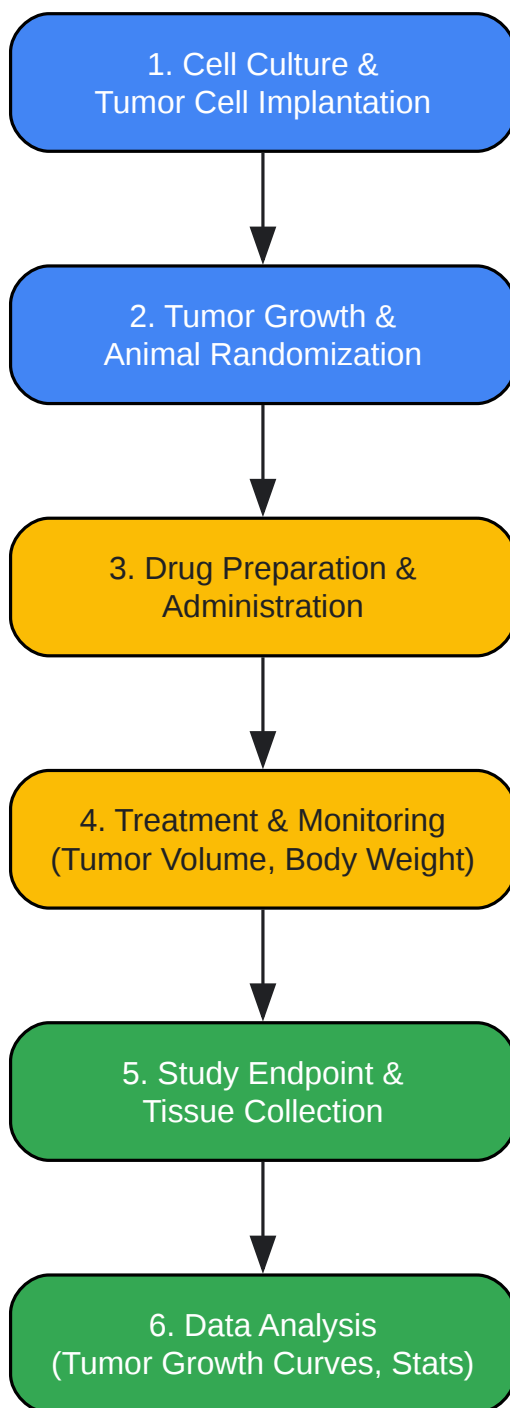 1. Cell Culture &
Tumor Cell Implantation
2. Tumor Growth &
Animal Randomization
3. Drug Preparation &
Administration
4. Treatment & Monitoring
(Tumor Volume, Body Weight)
5. Study Endpoint &
Tissue Collection
6. Data Analysis
(Tumor Growth Curves, Stats)